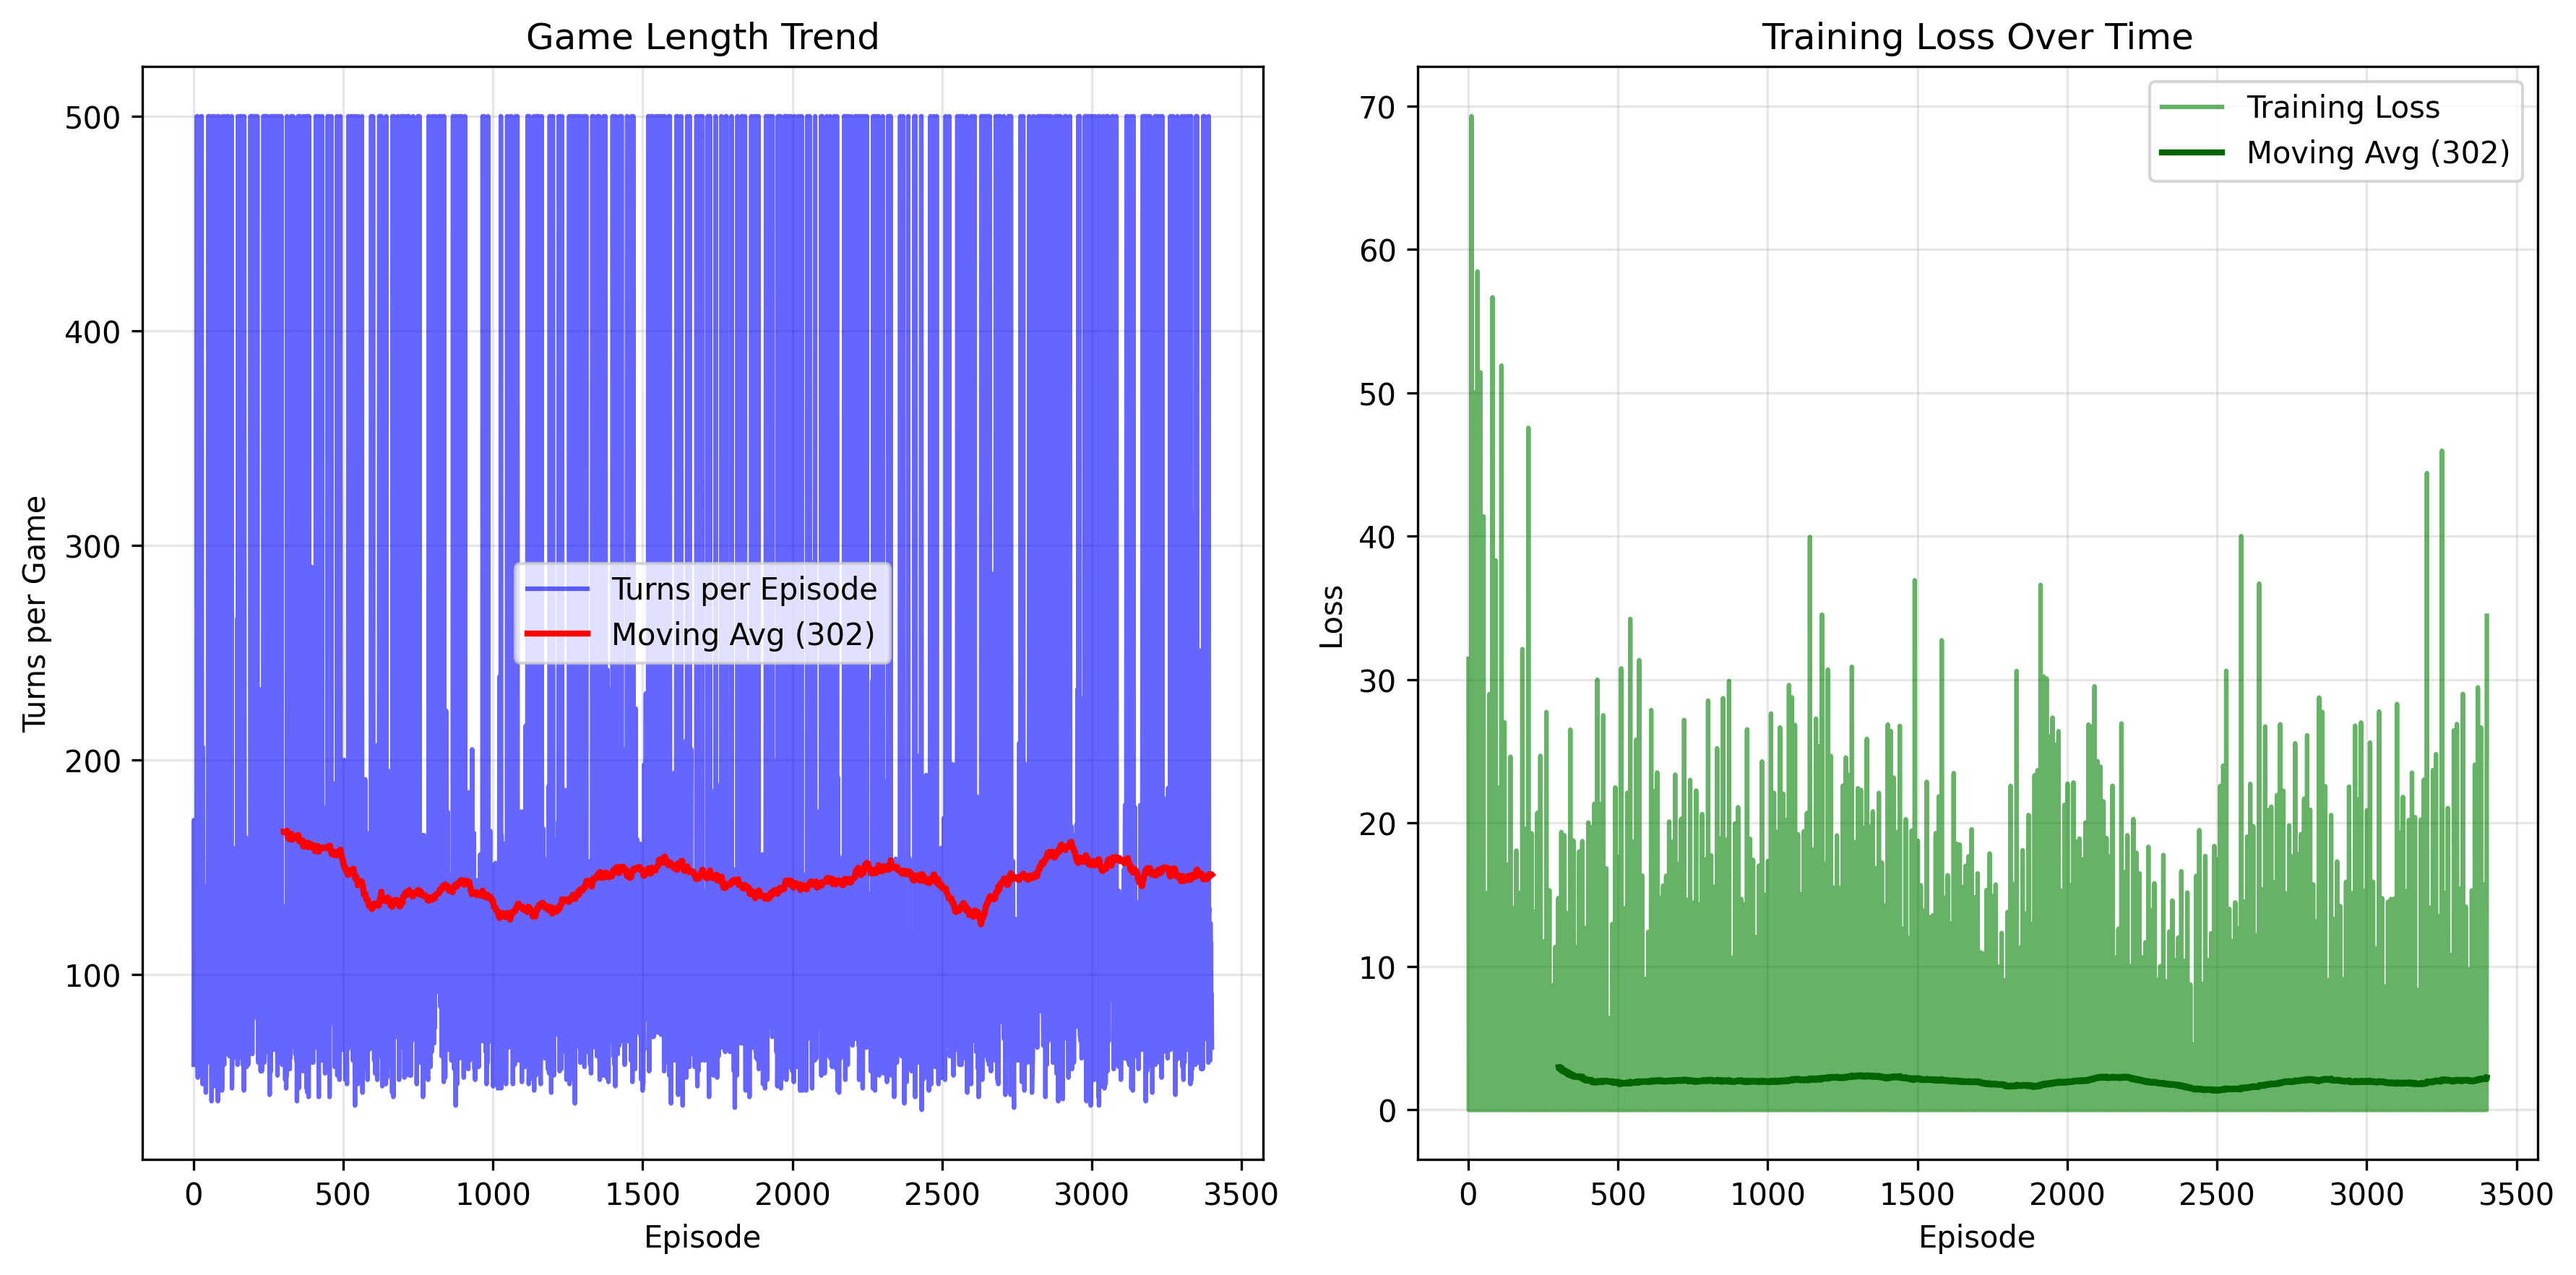 Game Length Trend
Turns per Game
500
400
300
200
100
Turns per Episode
Moving Avg (302)
0 500 1000 1500 2000 2500 3000 3500
Episode
Training Loss Over Time
Loss
70
60
50
40
30
20
10
0
Training Loss
Moving Avg (302)
0 500 1000 1500 2000 2500 3000 3500
Episode